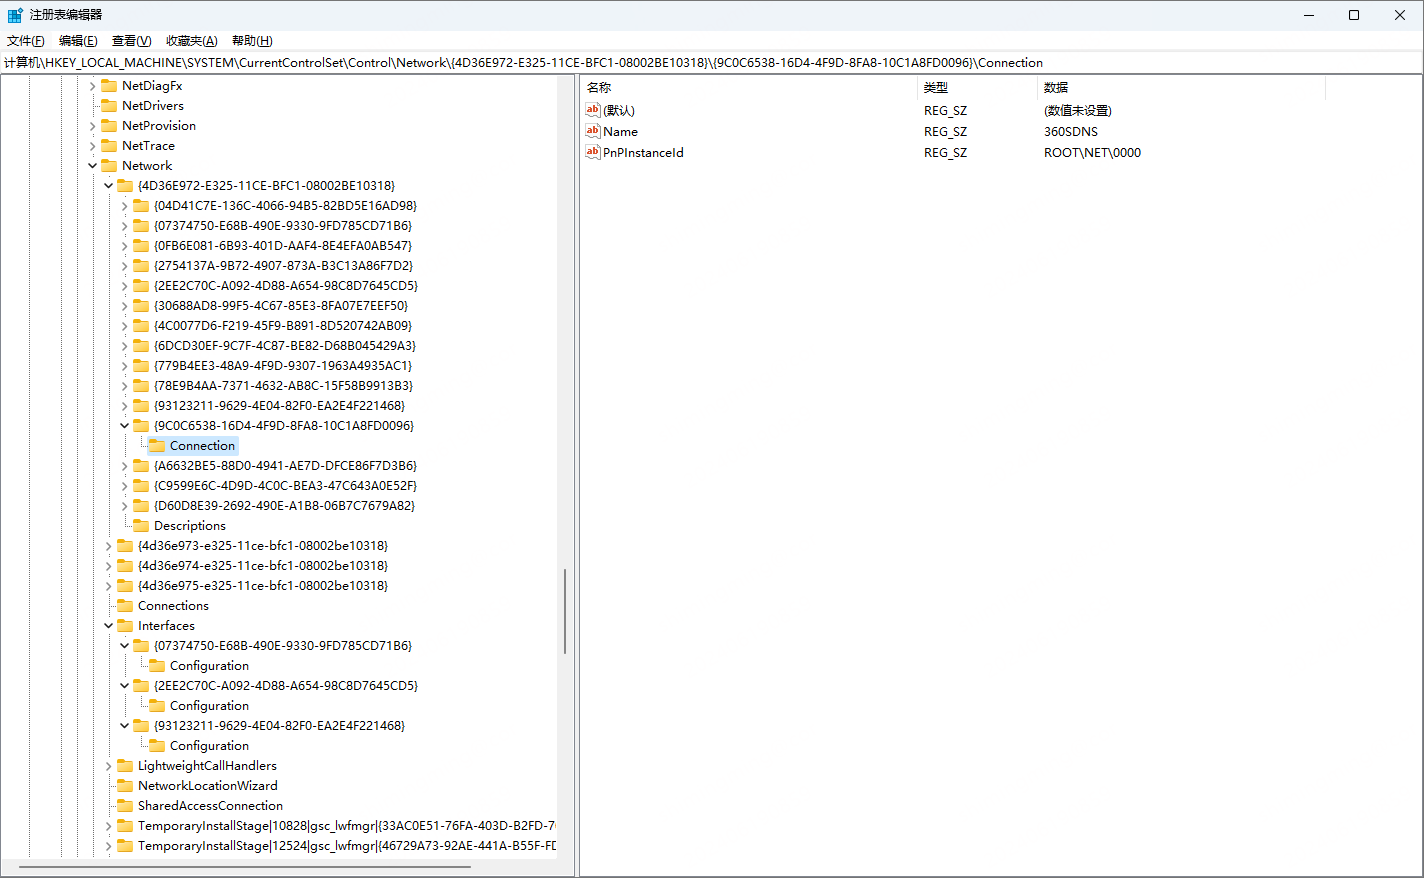 注册表编辑器
文件(F) 编辑(E) 查看(V) 收藏夹(A) 帮助(H)
计算机\HKEY_LOCAL_MACHINE\SYSTEM\CurrentControlSet\Control\Network\{4D36E972-E325-11CE-BFC1-08002BE10318}\{9C0C6538-16D4-4F9D-8FA8-10C1A8FD0096}\Connection
NetDiagFx
NetDrivers
NetProvision
NetTrace
Network
{4D36E972-E325-11CE-BFC1-08002BE10318}
{04D41C7E-136C-4066-94B5-82BD5E16AD98}
{07374750-E68B-490E-9330-9FD785CD71B6}
{0FB6E081-6B93-401D-AAF4-8E4EFA0AB547}
{2754137A-9B72-4907-873A-B3C13A86F7D2}
{2EE2C70C-A092-4D88-A654-98C8D7645CD5}
{30688AD8-99F5-4C67-85E3-8FA07E7EEF50}
{4C0077D6-F219-45F9-B891-8D520742AB09}
{6DCD30EF-9C7F-4C87-BE82-D68B045429A3}
{779B4EE3-48A9-4F9D-9307-1963A4935AC1}
{78E9B4AA-7371-4632-AB8C-15F58B9913B3}
{93123211-9629-4E04-82F0-EA2E4F221468}
{9C0C6538-16D4-4F9D-8FA8-10C1A8FD0096}
Connection
{A6632BE5-88D0-4941-AE7D-DFCE86F7D3B6}
{C9599E6C-4D9D-4C0C-BEA3-47C643A0E52F}
{D60D8E39-2692-490E-A1B8-06B7C7679A82}
Descriptions
{4d36e973-e325-11ce-bfc1-08002be10318}
{4d36e974-e325-11ce-bfc1-08002be10318}
{4d36e975-e325-11ce-bfc1-08002be10318}
Connections
Interfaces
{07374750-E68B-490E-9330-9FD785CD71B6}
Configuration
{2EE2C70C-A092-4D88-A654-98C8D7645CD5}
Configuration
{93123211-9629-4E04-82F0-EA2E4F221468}
Configuration
LightweightCallHandlers
NetworkLocationWizard
SharedAccessConnection
TemporaryInstallStage|10828|gsc_lwfmgr|{33AC0E51-76FA-403D-B2FD-7
TemporaryInstallStage|12524|gsc_lwfmgr|{46729A73-92AE-441A-B55F-FD
名称 类型 数据
(默认) REG_SZ (数值未设置)
Name REG_SZ 360SDNS
PnPInstanceId REG_SZ ROOT\NET\0000